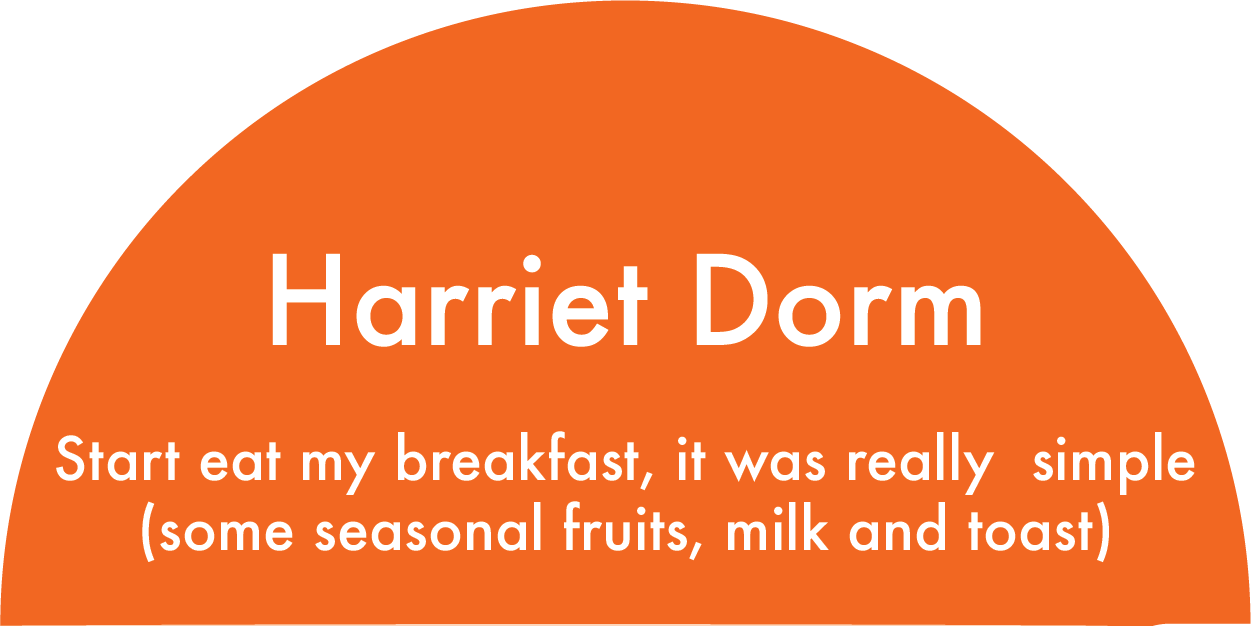 Harriet Dorm
Start eat my breakfast, it was really  simple
(some seasonal fruits, milk and toast)